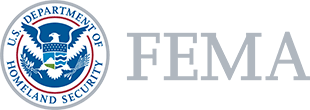 U.S. DEPARTMENT OF
HOMELAND SECURITY
FEMA